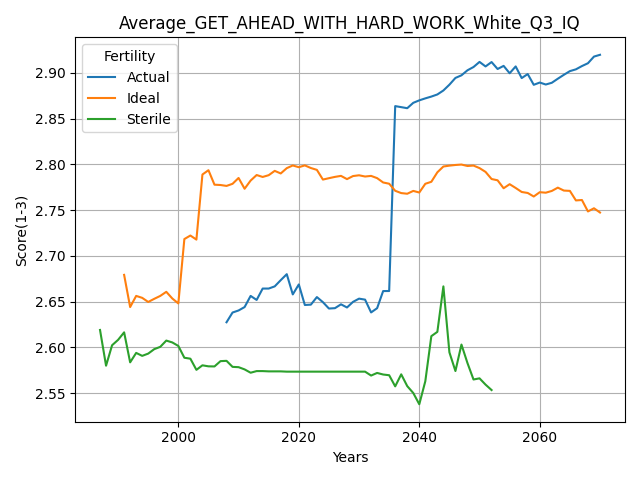 Average_GET_AHEAD_WITH_HARD_WORK_White_Q3_IQ
Fertility
Actual
Ideal
Sterile
Score(1-3)
2.90
2.85
2.80
2.75
2.70
2.65
2.60
2.55
2000 2020 2040 2060
Years